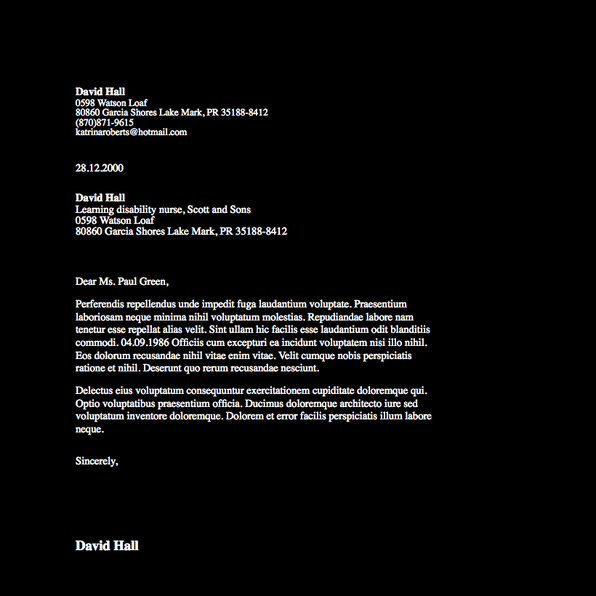 David Hall
0598 Watson Loaf
80860 Garcia Shores Lake Mark, PR 35188-8412
(870)871-9615
katrinaroberts@hotmail.com
28.12.2000
David Hall
Learning disability nurse, Scott and Sons
0598 Watson Loaf
80860 Garcia Shores Lake Mark, PR 35188-8412
Dear Ms. Paul Green,
Perferendis repellendus unde impedit fuga laudantium voluptate. Praesentium
laboriosam neque minima nihil voluptatum molestias. Repudiandae labore nam
tenetur esse repellat alias velit. Sint ullam hic facilis esse laudantium odit blanditiis
commodi. 04.09.1986 Officiis cum excepturi ea incidunt voluptatem nisi illo nihil.
Eos dolorum recusandae nihil vitae enim vitae. Velit cumque nobis perspiciatis
ratione et nihil. Deserunt quo rerum recusandae nesciunt.
Delectus eius voluptatum consequuntur exercitationem cupiditate doloremque qui.
Optio voluptatibus praesentium officia. Ducimus doloremque architecto iure sed
voluptatum inventore doloremque. Dolorem et error facilis perspiciatis illum labore
neque.
Sincerely,
David Hall